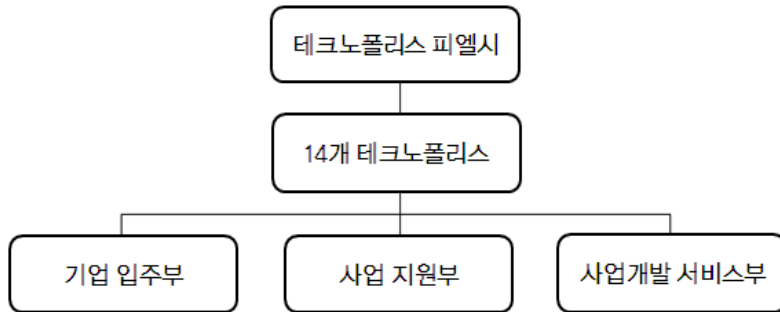 테크노폴리스 피엘시
14개 테크노폴리스
기업 입주부
사업 지원부
사업개발 서비스부